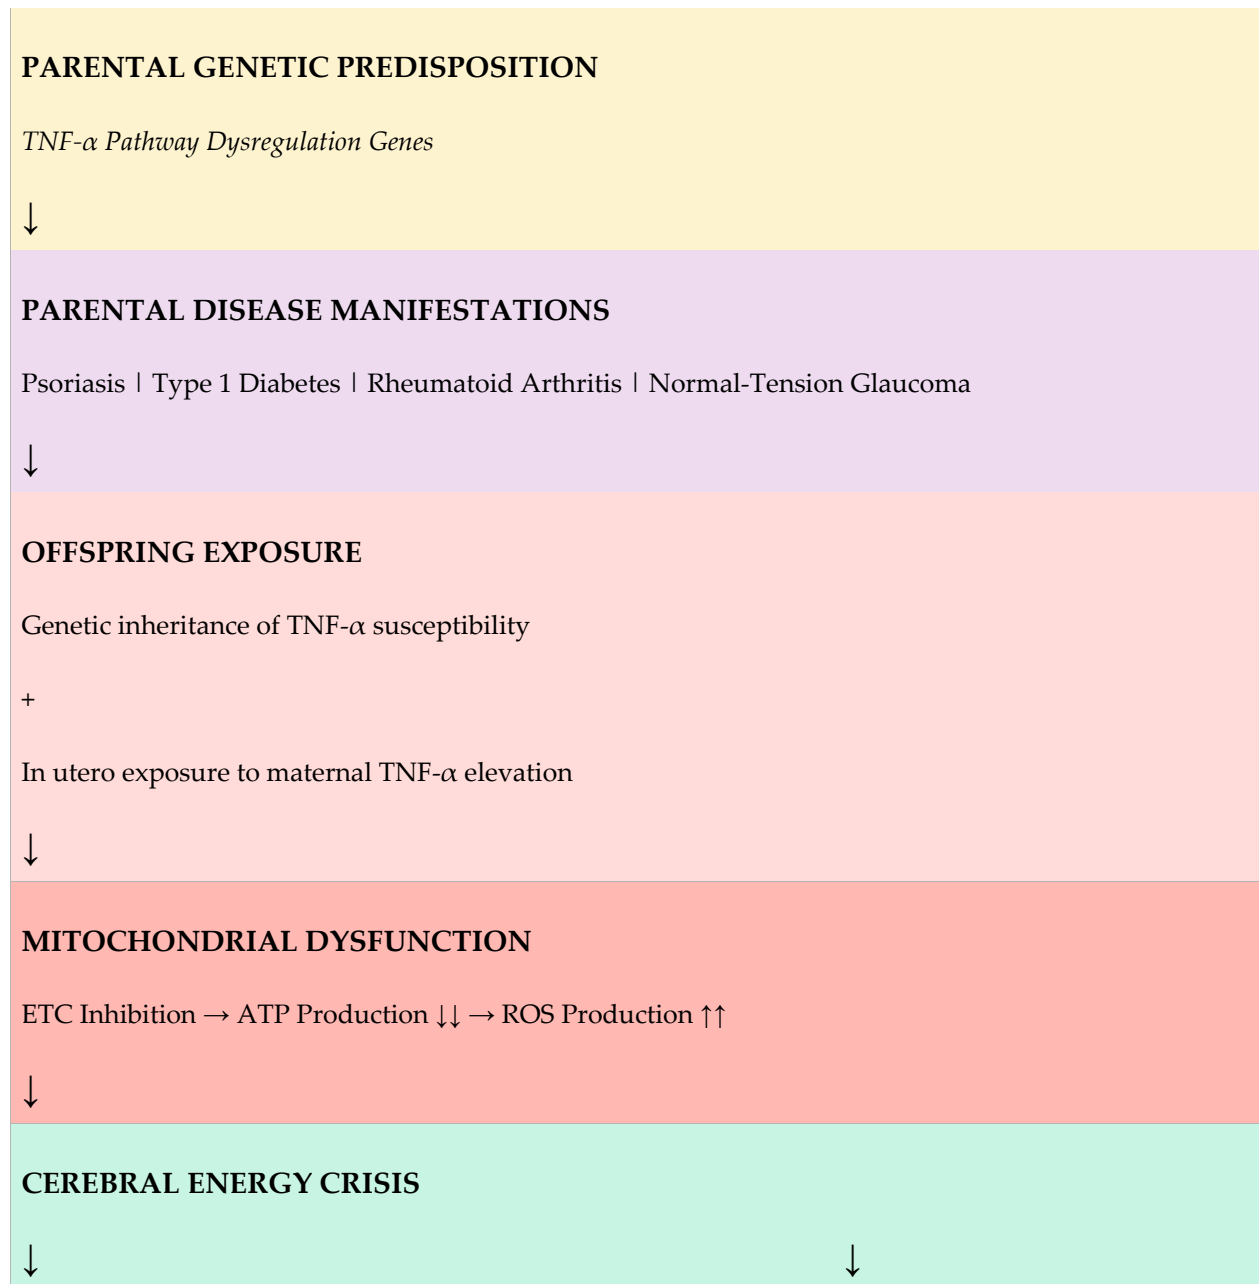 PARENTAL GENETIC PREDISPOSITION
TNF-α Pathway Dysregulation Genes
↓
PARENTAL DISEASE MANIFESTATIONS
Psoriasis | Type 1 Diabetes | Rheumatoid Arthritis | Normal-Tension Glaucoma
↓
OFFSPRING EXPOSURE
Genetic inheritance of TNF-α susceptibility
+
In utero exposure to maternal TNF-α elevation
↓
MITOCHONDRIAL DYSFUNCTION
ETC Inhibition → ATP Production ↓↓ → ROS Production ↑↑
↓
CEREBRAL ENERGY CRISIS
↓ ↓